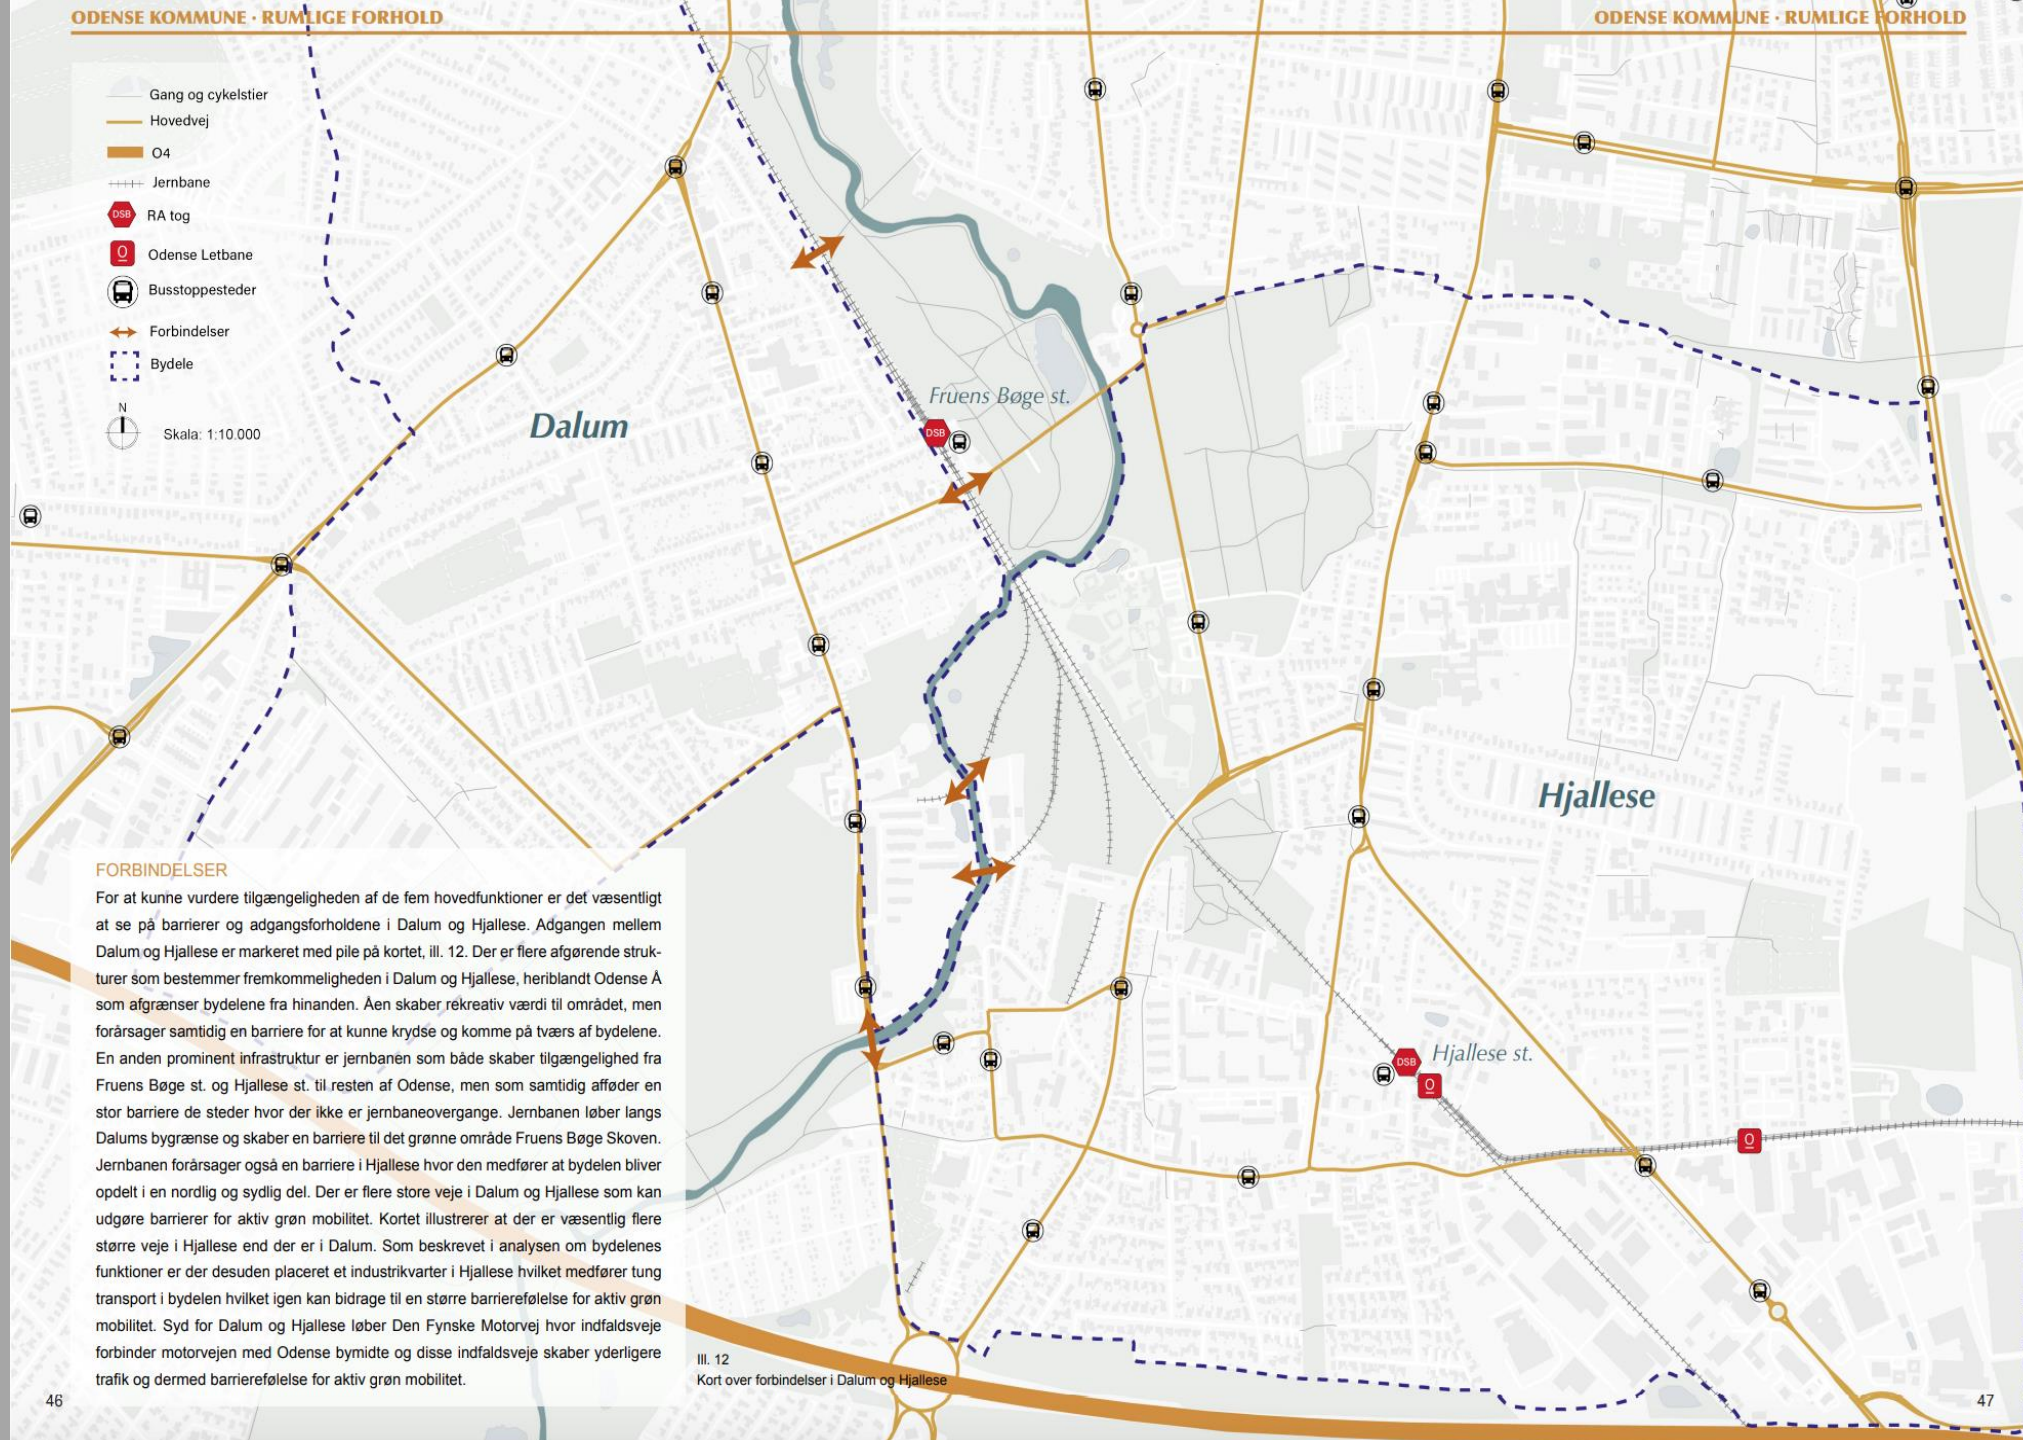 ODENSE KOMMUNE · RUMLIGE FORHOLD
ODENSE KOMMUNE · RUMLIGE FORHOLD
Gang og cykelstier
Hovedvej
O4
Jernbane
DSB RA tog
O Odense Letbane
Busstoppesteder
Forbindelser
Bydele
N
Skala: 1:10.000
Dalum
Fruens Bøge st.
DSB
Hjallese
Hjallese st.
DSB
O
O
FORBINDELSER
For at kunne vurdere tilgængeligheden af de fem hovedfunktioner er det væsentligt
at se på barrierer og adgangsforholdene i Dalum og Hjallese. Adgangen mellem
Dalum og Hjallese er markeret med pile på kortet, ill. 12. Der er flere afgørende struk-
turer som bestemmer fremkommeligheden i Dalum og Hjallese, heriblandt Odense Å
som afgrænser bydelene fra hinanden. Åen skaber rekreativ værdi til området, men
forårsager samtidig en barriere for at kunne krydse og komme på tværs af bydelene.
En anden prominent infrastruktur er jernbanen som både skaber tilgængelighed fra
Fruens Bøge st. og Hjallese st. til resten af Odense, men som samtidig afføder en
stor barriere de steder hvor der ikke er jernbaneovergange. Jernbanen løber langs
Dalums bygrænse og skaber en barriere til det grønne område Fruens Bøge Skoven.
Jernbanen forårsager også en barriere i Hjallese hvor den medfører at bydelen bliver
opdelt i en nordlig og sydlig del. Der er flere store veje i Dalum og Hjallese som kan
udgøre barrierer for aktiv grøn mobilitet. Kortet illustrerer at der er væsentlig flere
større veje i Hjallese end der er i Dalum. Som beskrevet i analysen om bydelenes
funktioner er der desuden placeret et industrikvarter i Hjallese hvilket medfører tung
transport i bydelen hvilket igen kan bidrage til en større barrierefølelse for aktiv grøn
mobilitet. Syd for Dalum og Hjallese løber Den Fynske Motorvej hvor indfaldsveje
forbinder motorvejen med Odense bymidte og disse indfaldsveje skaber yderligere
trafik og dermed barrierefølelse for aktiv grøn mobilitet.
Ill. 12
Kort over forbindelser i Dalum og Hjallese
46
47